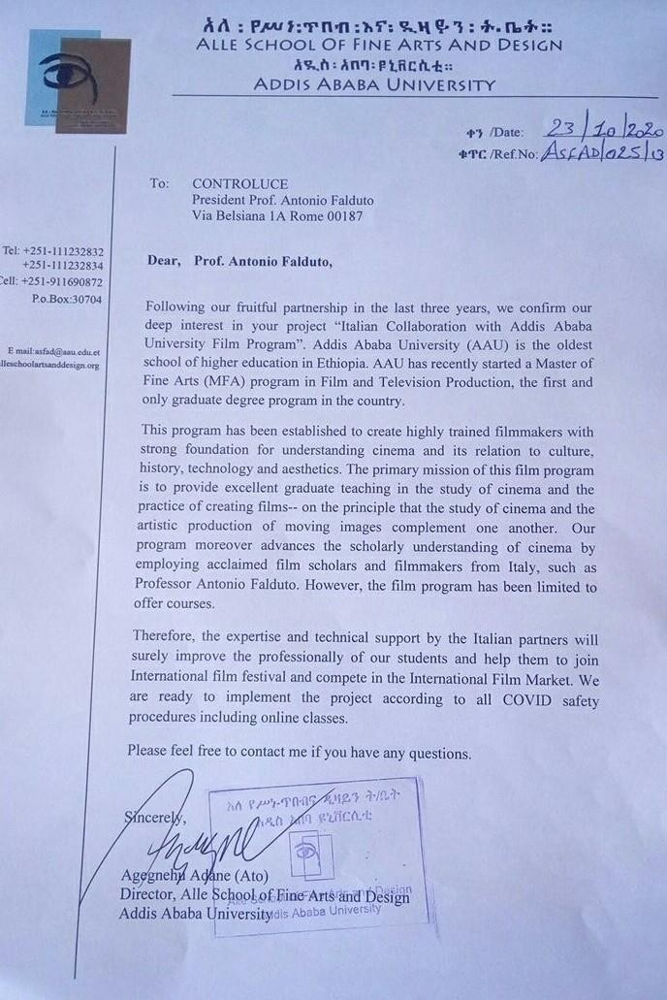 አለ : የሥነ:ጥበብ :እና: ዲዛይን : ት.ቤት ::
ALLE SCHOOL OF FINE ARTS AND DESIGN
አዲስ: አበባ :ዩኒቨርሲቲ::
ADDIS ABABA UNIVERSITY
ቀን /Date: 23/10/2020
ቁጥር /Ref.No: ASFAD/025/13
To: CONTROLUCE
President Prof. Antonio Falduto
Via Belsiana 1A Rome 00187
Tel: +251-111232832
+251-111232834
Cell: +251-911690872
P.o.Box:30704
E mail:asfad@aau.edu.et
lleschoolartsanddesign.org
Dear, Prof. Antonio Falduto,
Following our fruitful partnership in the last three years, we confirm our
deep interest in your project “Italian Collaboration with Addis Ababa
University Film Program”. Addis Ababa University (AAU) is the oldest
school of higher education in Ethiopia. AAU has recently started a Master of
Fine Arts (MFA) program in Film and Television Production, the first and
only graduate degree program in the country.
This program has been established to create highly trained filmmakers with
strong foundation for understanding cinema and its relation to culture,
history, technology and aesthetics. The primary mission of this film program
is to provide excellent graduate teaching in the study of cinema and the
practice of creating films-- on the principle that the study of cinema and the
artistic production of moving images complement one another. Our
program moreover advances the scholarly understanding of cinema by
employing acclaimed film scholars and filmmakers from Italy, such as
Professor Antonio Falduto. However, the film program has been limited to
offer courses.
Therefore, the expertise and technical support by the Italian partners will
surely improve the professionally of our students and help them to join
International film festival and compete in the International Film Market. We
are ready to implement the project according to all COVID safety
procedures including online classes.
Please feel free to contact me if you have any questions.
Sincerely,
አለ የሥነ-ጥበብና ዲዛይን ት/ቤት
አዲስ አበባ ዩኒቨርሲቲ
Agegnehu Adane (Ato)
Director, Alle School of Fine Arts and Design
Addis Ababa University
Alle School of Fine Arts and Design
Addis Ababa University